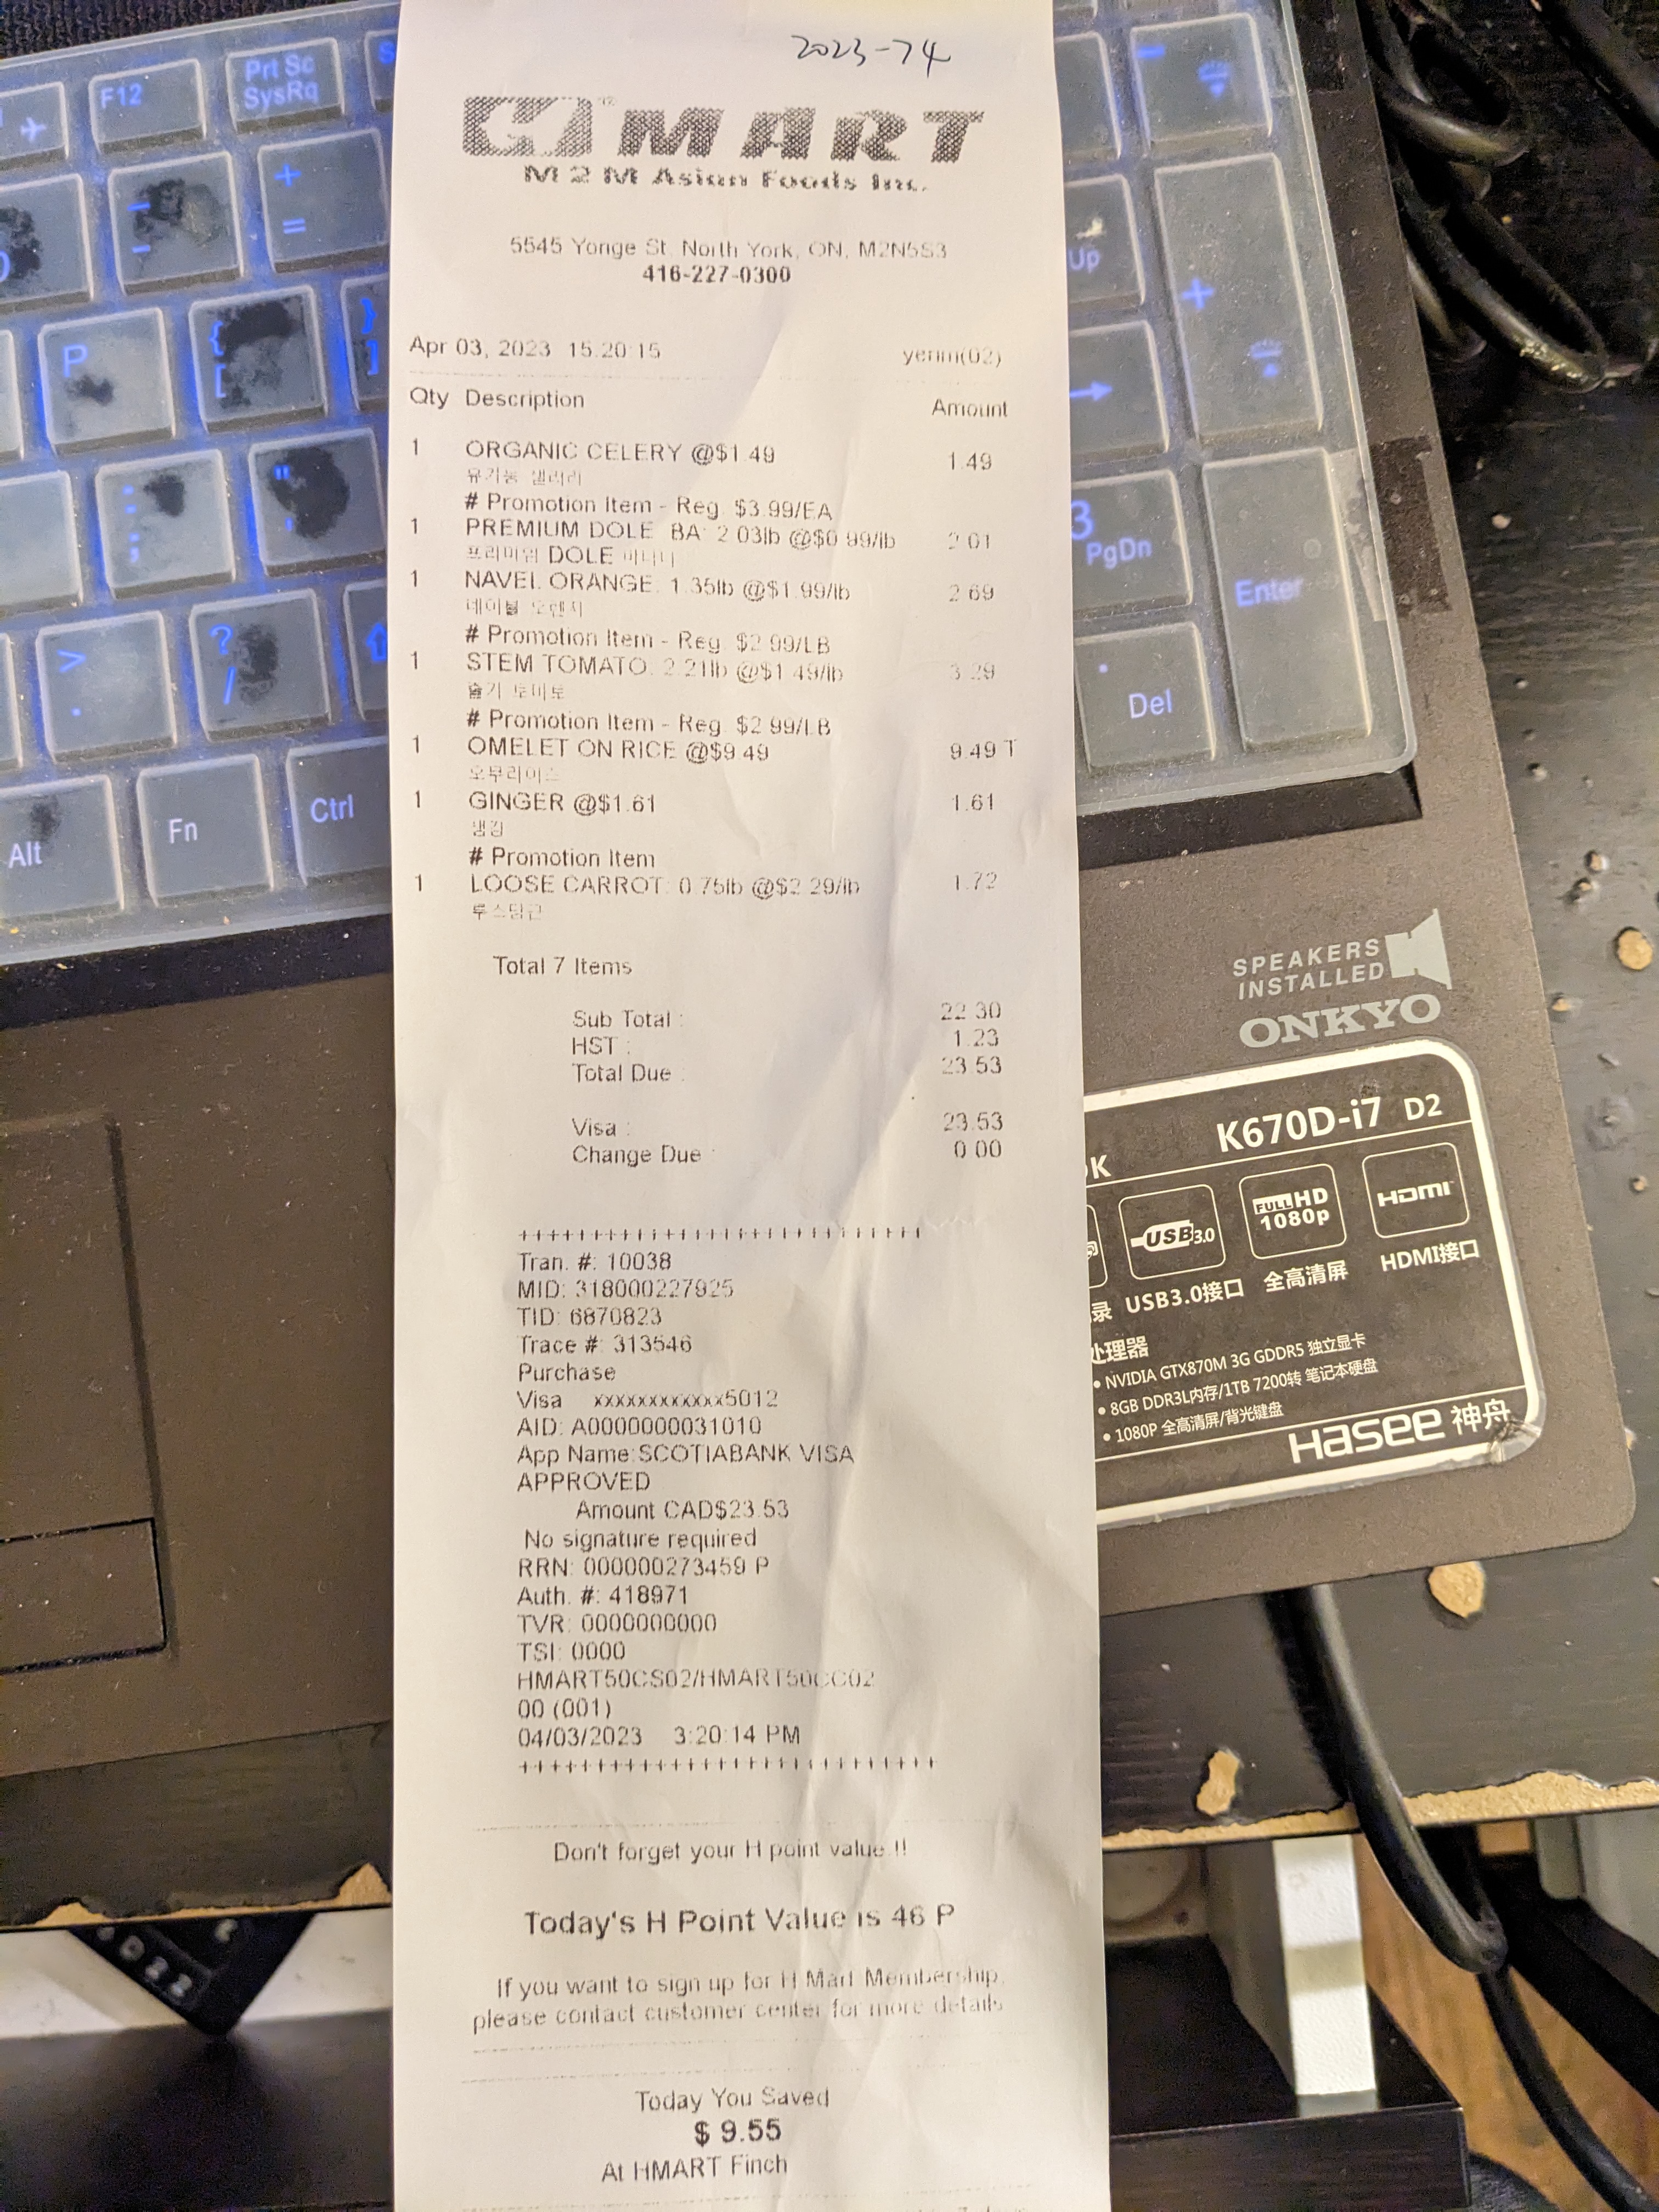 2023-74
H MART
M 2 M Asian Foods Inc.
5545 Yonge St. North York, ON, M2N5S3
416-227-0300
Apr 03, 2023 15:20:15 yerim(02)
Qty Description Amount
1 ORGANIC CELERY @$1.49 1.49
유기농 샐러리
# Promotion Item - Reg. $3.99/EA
1 PREMIUM DOLE BA: 2.03lb @$0.99/lb 2.01
프리미엄 DOLE 바나나
1 NAVEL ORANGE: 1.35lb @$1.99/lb 2.69
네이블 오렌지
# Promotion Item - Reg. $2.99/LB
1 STEM TOMATO: 2.21lb @$1.49/lb 3.29
줄기 토마토
# Promotion Item - Reg. $2.99/LB
1 OMELET ON RICE @$9.49 9.49 T
오무라이스
1 GINGER @$1.61 1.61
생강
# Promotion Item
1 LOOSE CARROT: 0.75lb @$2.29/lb 1.72
루스당근
Total 7 Items
Sub Total : 22.30
HST : 1.23
Total Due : 23.53
Visa : 23.53
Change Due : 0.00
Tran. #: 10038
MID: 318000227925
TID: 6870823
Trace #: 313546
Purchase
Visa xxxxxxxxxxxx5012
AID: A0000000031010
App Name:SCOTIABANK VISA
APPROVED
Amount CAD$23.53
No signature required
RRN: 000000273459 P
Auth. #: 418971
TVR: 0000000000
TSI: 0000
HMART50CS02/HMART50CC02
00 (001)
04/03/2023 3:20:14 PM
Don't forget your H point value !!
Today's H Point Value is 46 P
If you want to sign up for H Mart Membership,
please contact customer center for more details
Today You Saved
$ 9.55
At HMART Finch
F12
Prt Sc
SysRq
P
Alt
Fn
Ctrl
Up
3
PgDn
Enter
Del
SPEAKERS
INSTALLED
ONKYO
K670D-i7 D2
USB3.0
FULL HD
1080p
HDMI
USB3.0接口
全高清屏
HDMI接口
处理器
• NVIDIA GTX870M 3G GDDR5 独立显卡
• 8GB DDR3L内存/1TB 7200转 笔记本硬盘
• 1080P 全高清屏/背光键盘
Hasee 神舟